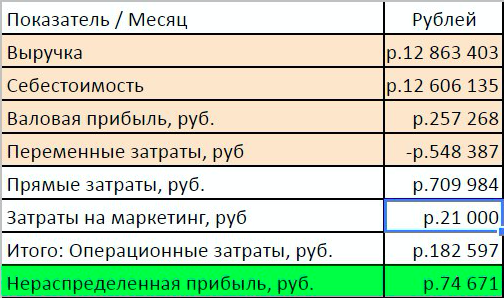 Показатель / Месяц Рублей
Выручка р.12 863 403
Себестоимость р.12 606 135
Валовая прибыль, руб. р.257 268
Переменные затраты, руб -р.548 387
Прямые затраты, руб. р.709 984
Затраты на маркетинг, руб р.21 000
Итого: Операционные затраты, руб. р.182 597
Нераспределенная прибыль, руб. р.74 671